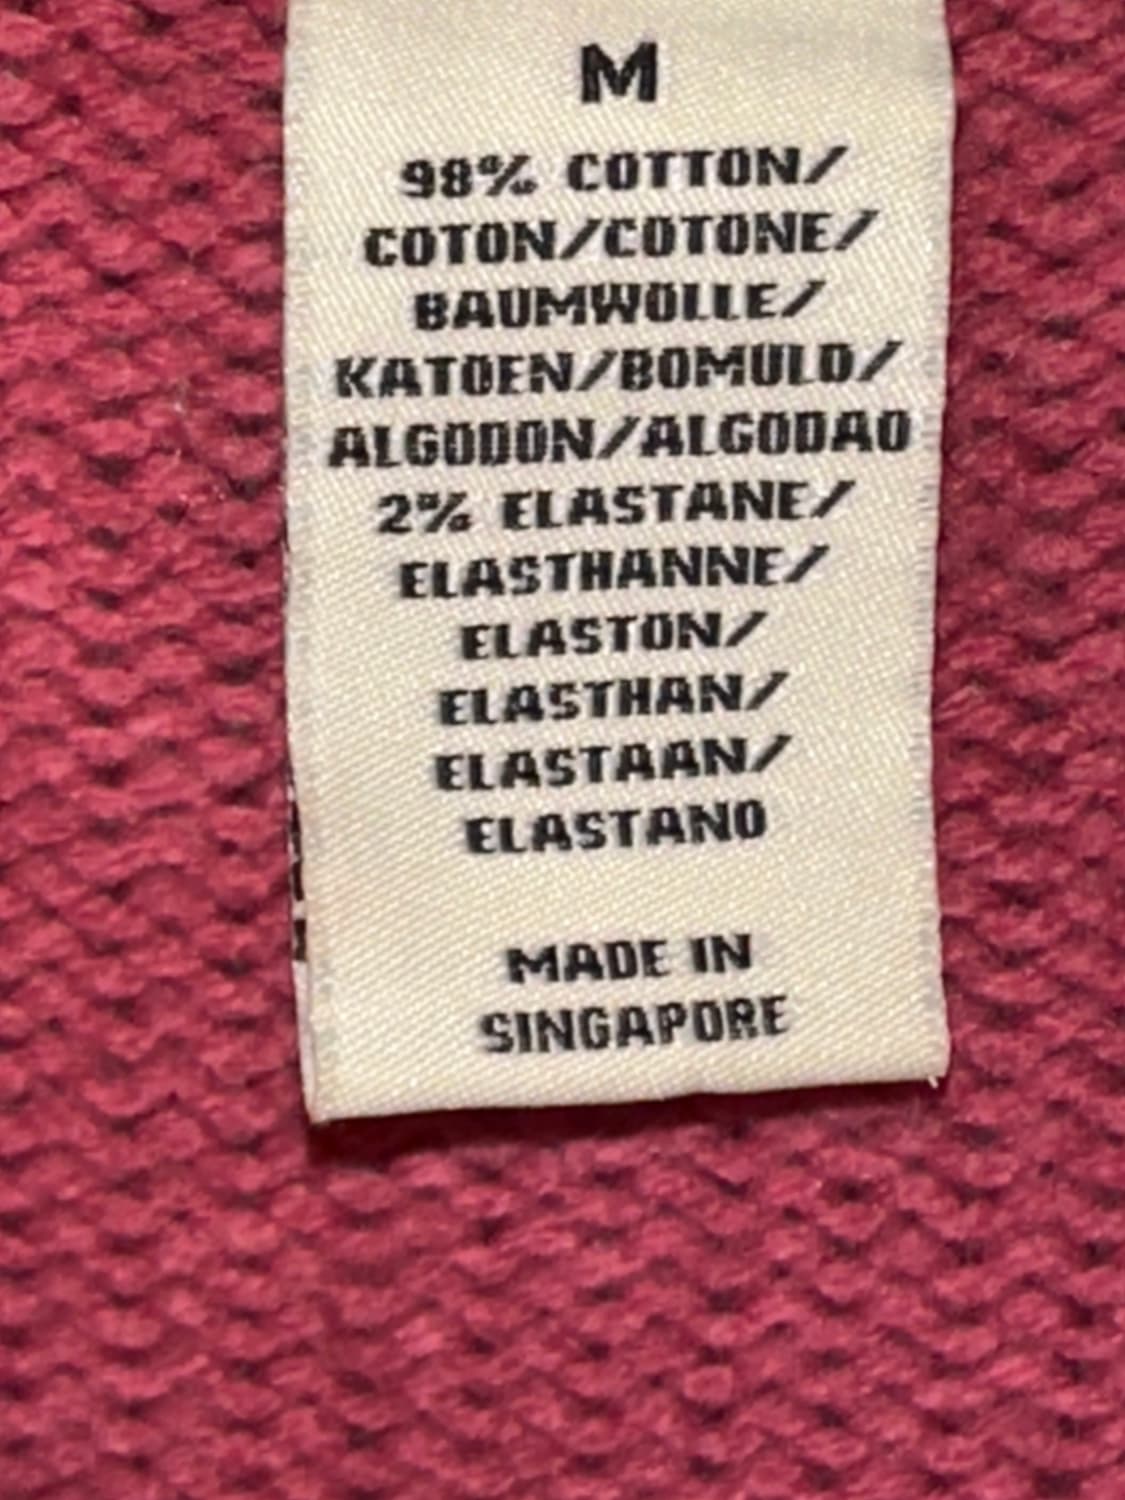 M
98% COTTON/
COTON/COTONE/
BAUMWOLLE/
KATOEN/BOMULD/
ALGODON/ALGODAO
2% ELASTANE/
ELASTHANNE/
ELASTON/
ELASTHAN/
ELASTAAN/
ELASTANO
MADE IN
SINGAPORE